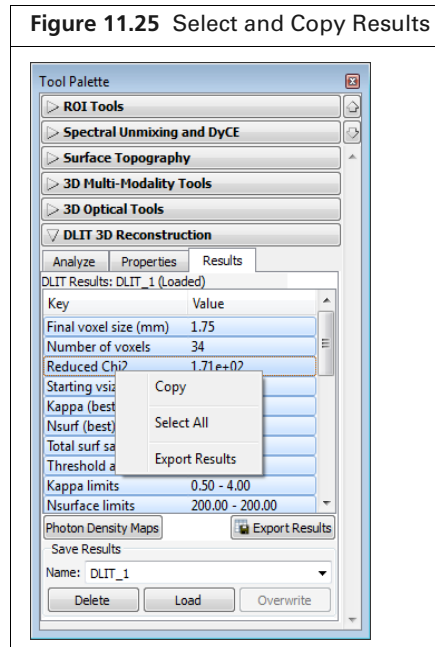 Figure 11.25 Select and Copy Results
Tool Palette
ROI Tools
Spectral Unmixing and DyCE
Surface Topography
3D Multi-Modality Tools
3D Optical Tools
DLIT 3D Reconstruction
Analyze Properties Results
DLIT Results: DLIT_1 (Loaded)
Key Value
Final voxel size (mm) 1.75
Number of voxels 34
Reduced Chi2 1.71e+02
Starting
Kappa (best
Nsurf (best)
Total surf
Threshold
Copy
Select All
Export Results
Kappa limits 0.50 - 4.00
Nsurface limits 200.00 - 200.00
Photon Density Maps Export Results
Save Results
Name: DLIT_1
Delete Load Overwrite